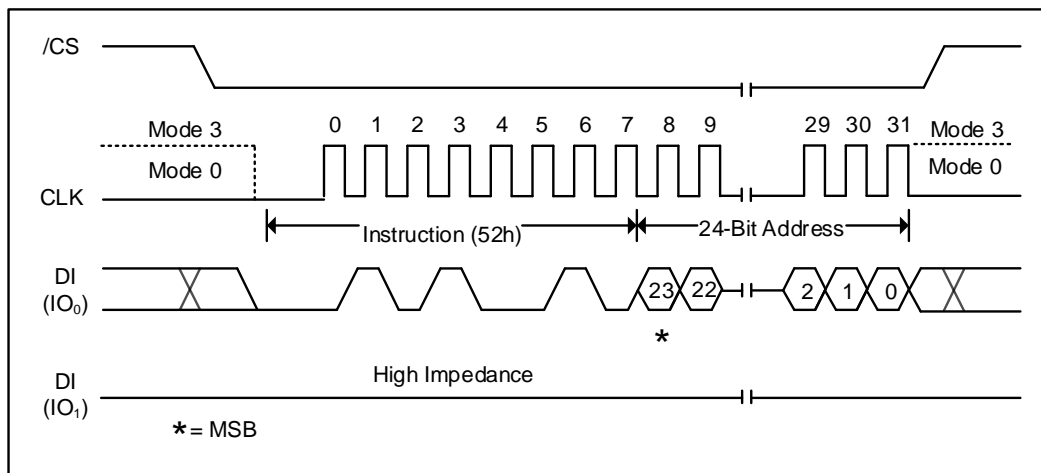 /CS
Mode 3
Mode 0
0 1 2 3 4 5 6 7 8 9 29 30 31
Mode 3
Mode 0
CLK
Instruction (52h)
24-Bit Address
DI
(IO₀)
23 22 2 1 0
*
High Impedance
DI
(IO₁)
* = MSB